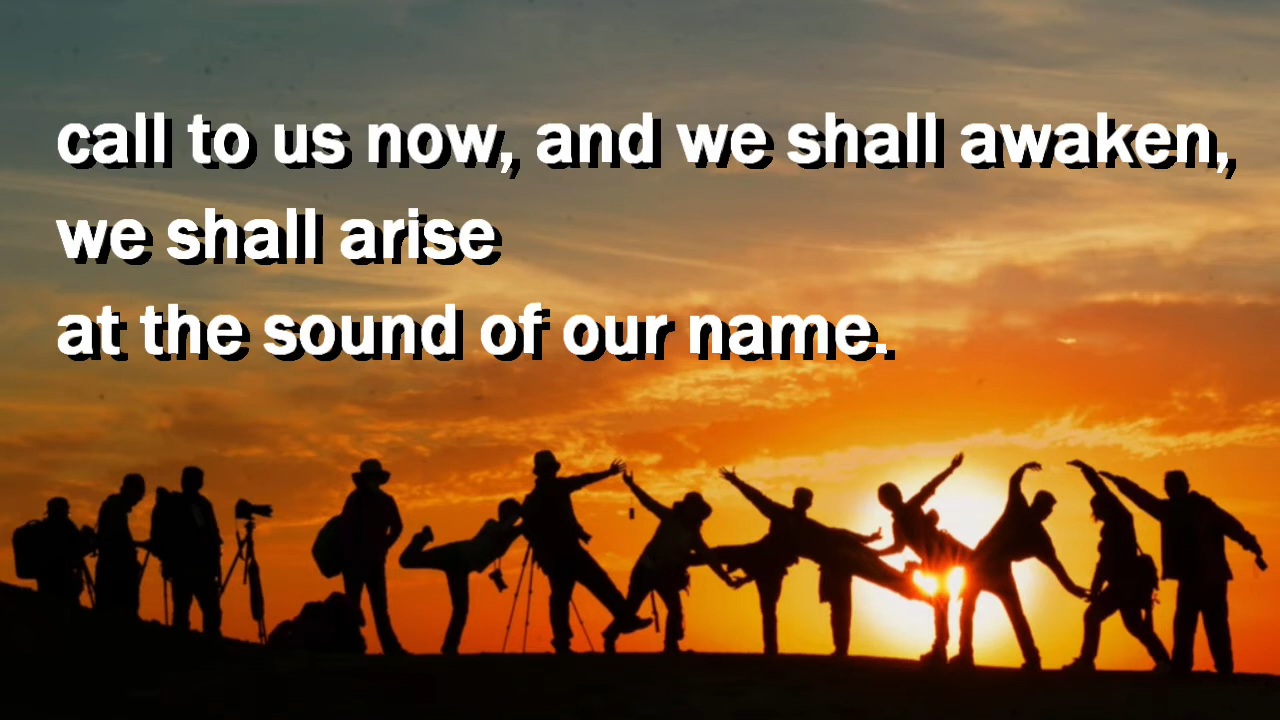 call to us now, and we shall awaken,
we shall arise
at the sound of our name.